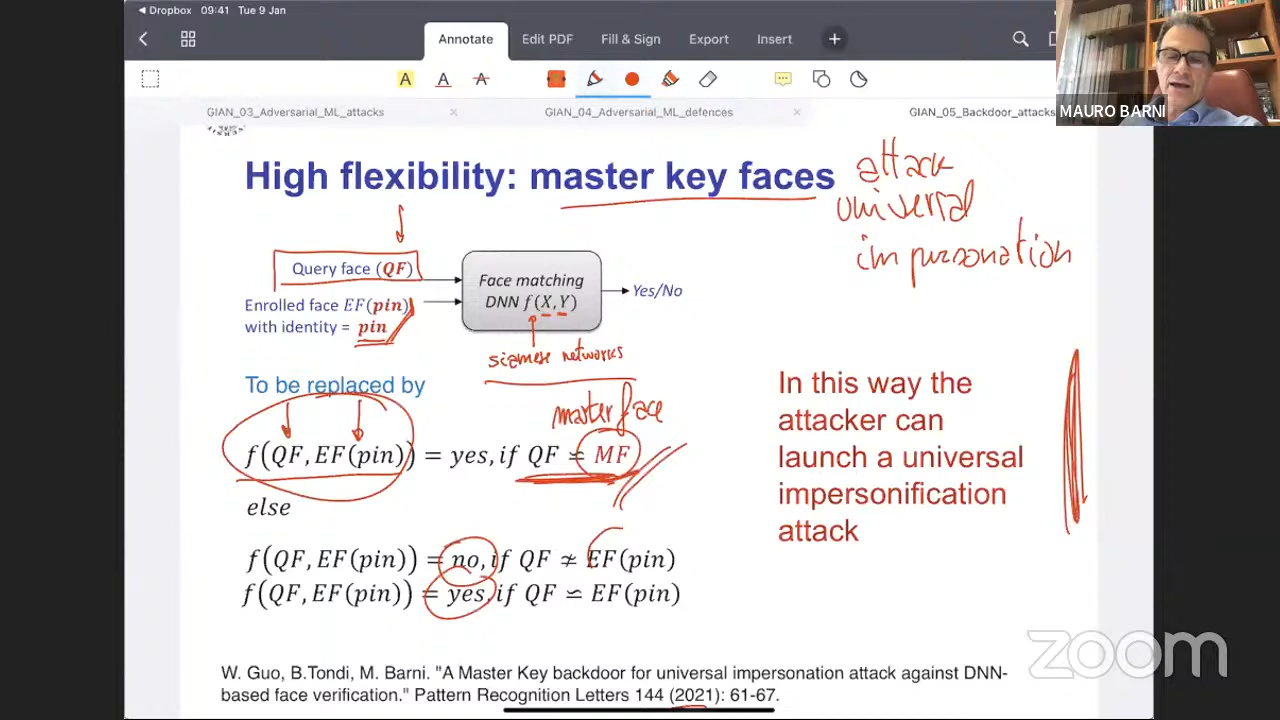 Dropbox 09:41 Tue 9 Jan
Annotate Edit PDF Fill & Sign Export Insert
A A A
GIAN_03_Adversarial_ML_attacks GIAN_04_Adversarial_ML_defences GIAN_05_Backdoor_attacks
MAURO BARNI
High flexibility: master key faces
attack
universal
impersonation
Query face (QF)
Enrolled face EF(pin)
with identity = pin
Face matching
DNN f(X,Y)
Yes/No
siamese networks
To be replaced by
master face
f(QF, EF(pin)) = yes, if QF ≃ MF
else
f(QF, EF(pin)) = no, if QF ≄ EF(pin)
f(QF, EF(pin)) = yes, if QF ≃ EF(pin)
In this way the
attacker can
launch a universal
impersonification
attack
W. Guo, B.Tondi, M. Barni. "A Master Key backdoor for universal impersonation attack against DNN-
based face verification." Pattern Recognition Letters 144 (2021): 61-67.
zoom